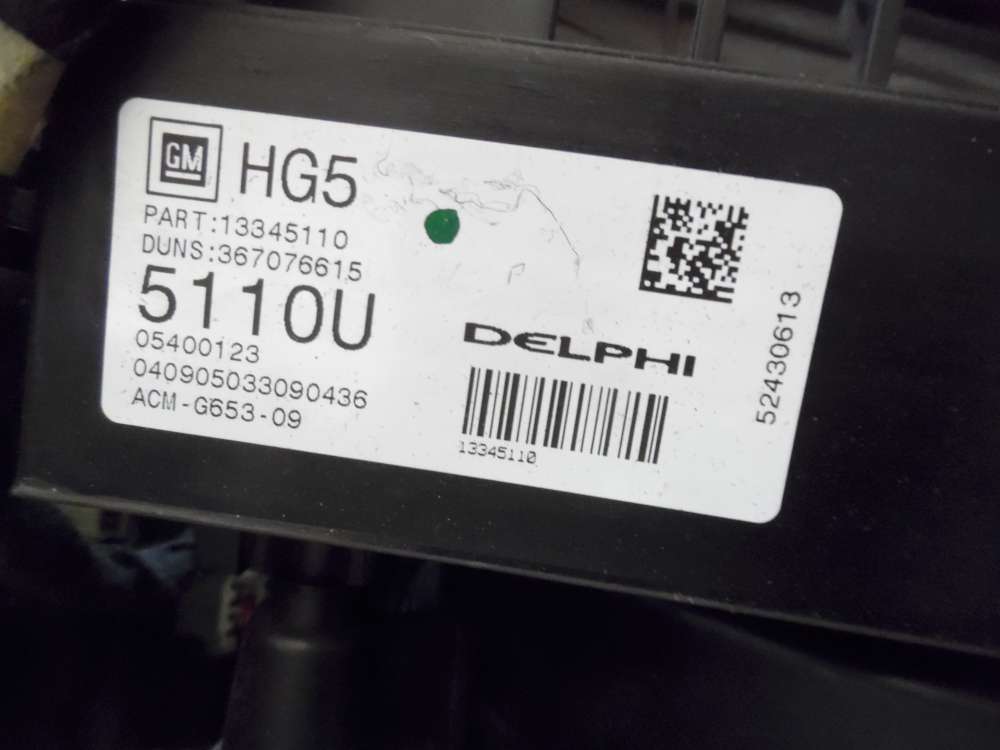 GM HG5
PART:13345110
DUNS:367076615
5110U
05400123
040905033090436
ACM-G653-09
DELPHI
13345110
52430613